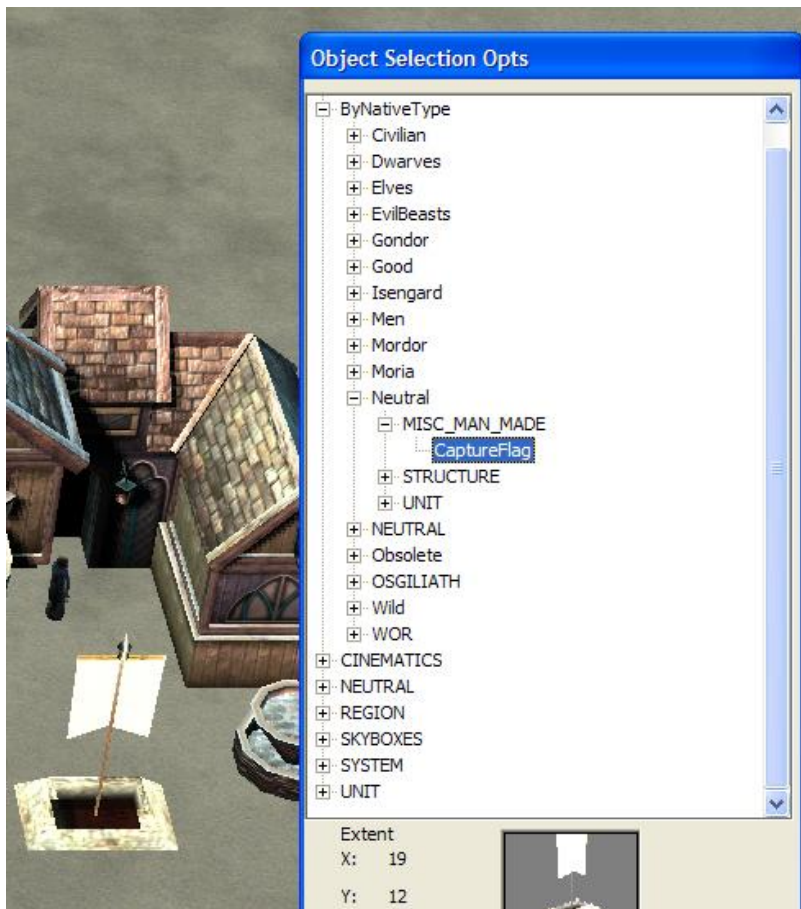 Object Selection Opts
ByNativeType
Civilian
Dwarves
Elves
EvilBeasts
Gondor
Good
Isengard
Men
Mordor
Moria
Neutral
MISC_MAN_MADE
CaptureFlag
STRUCTURE
UNIT
NEUTRAL
Obsolete
OSGILIATH
Wild
WOR
CINEMATICS
NEUTRAL
REGION
SKYBOXES
SYSTEM
UNIT
Extent
X: 19
Y: 12